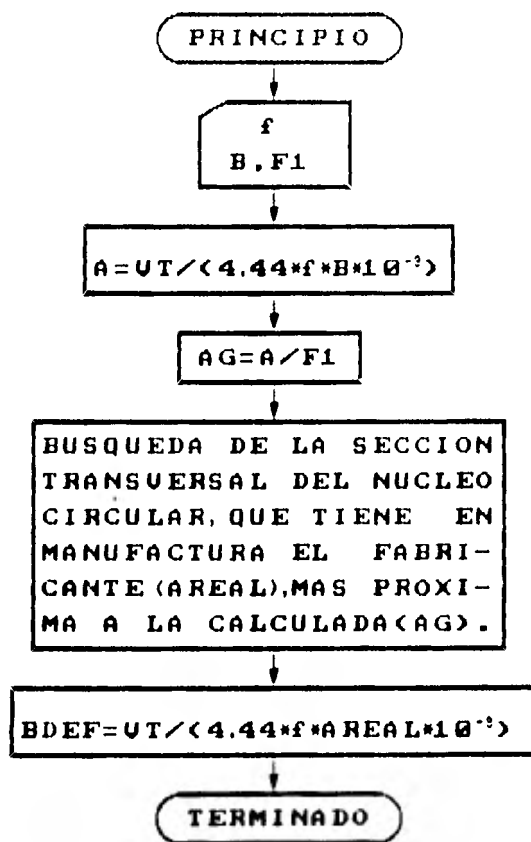 PRINCIPIO
f
B,F1
A=VT/(4.44*f*B*10⁻³)
AG=A/F1
BUSQUEDA DE LA SECCION
TRANSVERSAL DEL NUCLEO
CIRCULAR, QUE TIENE EN
MANUFACTURA EL FABRI-
CANTE (AREAL), MAS PROXI-
MA A LA CALCULADA(AG).
BDEF=VT/(4.44*f*AREAL*10⁻³)
TERMINADO